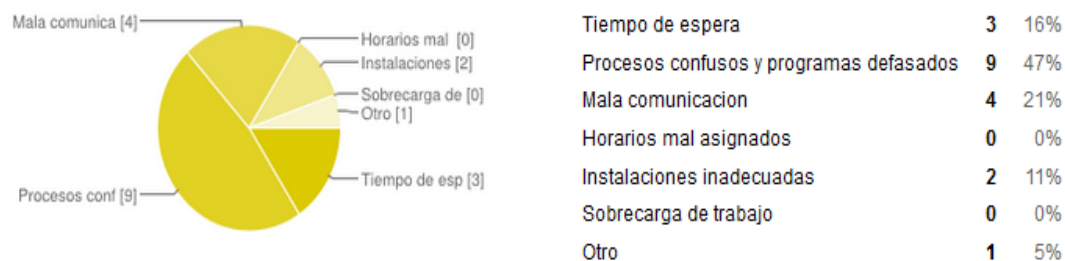 Mala comunica [4]
Horarios mal [0]
Instalaciones [2]
Sobrecarga de [0]
Otro [1]
Tiempo de esp [3]
Procesos conf [9]
Tiempo de espera 3 16%
Procesos confusos y programas defasados 9 47%
Mala comunicacion 4 21%
Horarios mal asignados 0 0%
Instalaciones inadecuadas 2 11%
Sobrecarga de trabajo 0 0%
Otro 1 5%